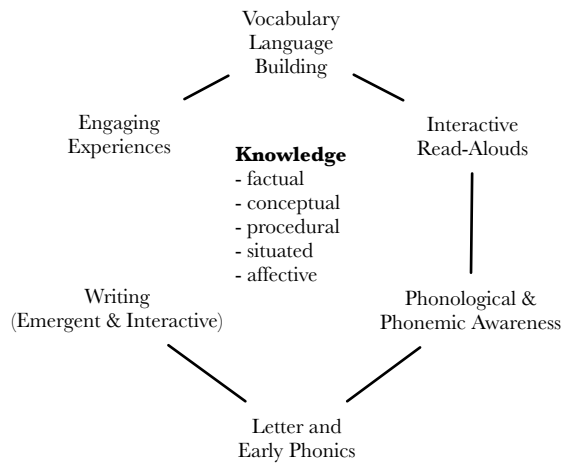 Vocabulary
Language
Building
Engaging
Experiences
Interactive
Read-Alouds
Knowledge
- factual
- conceptual
- procedural
- situated
- affective
Writing
(Emergent & Interactive)
Phonological &
Phonemic Awareness
Letter and
Early Phonics